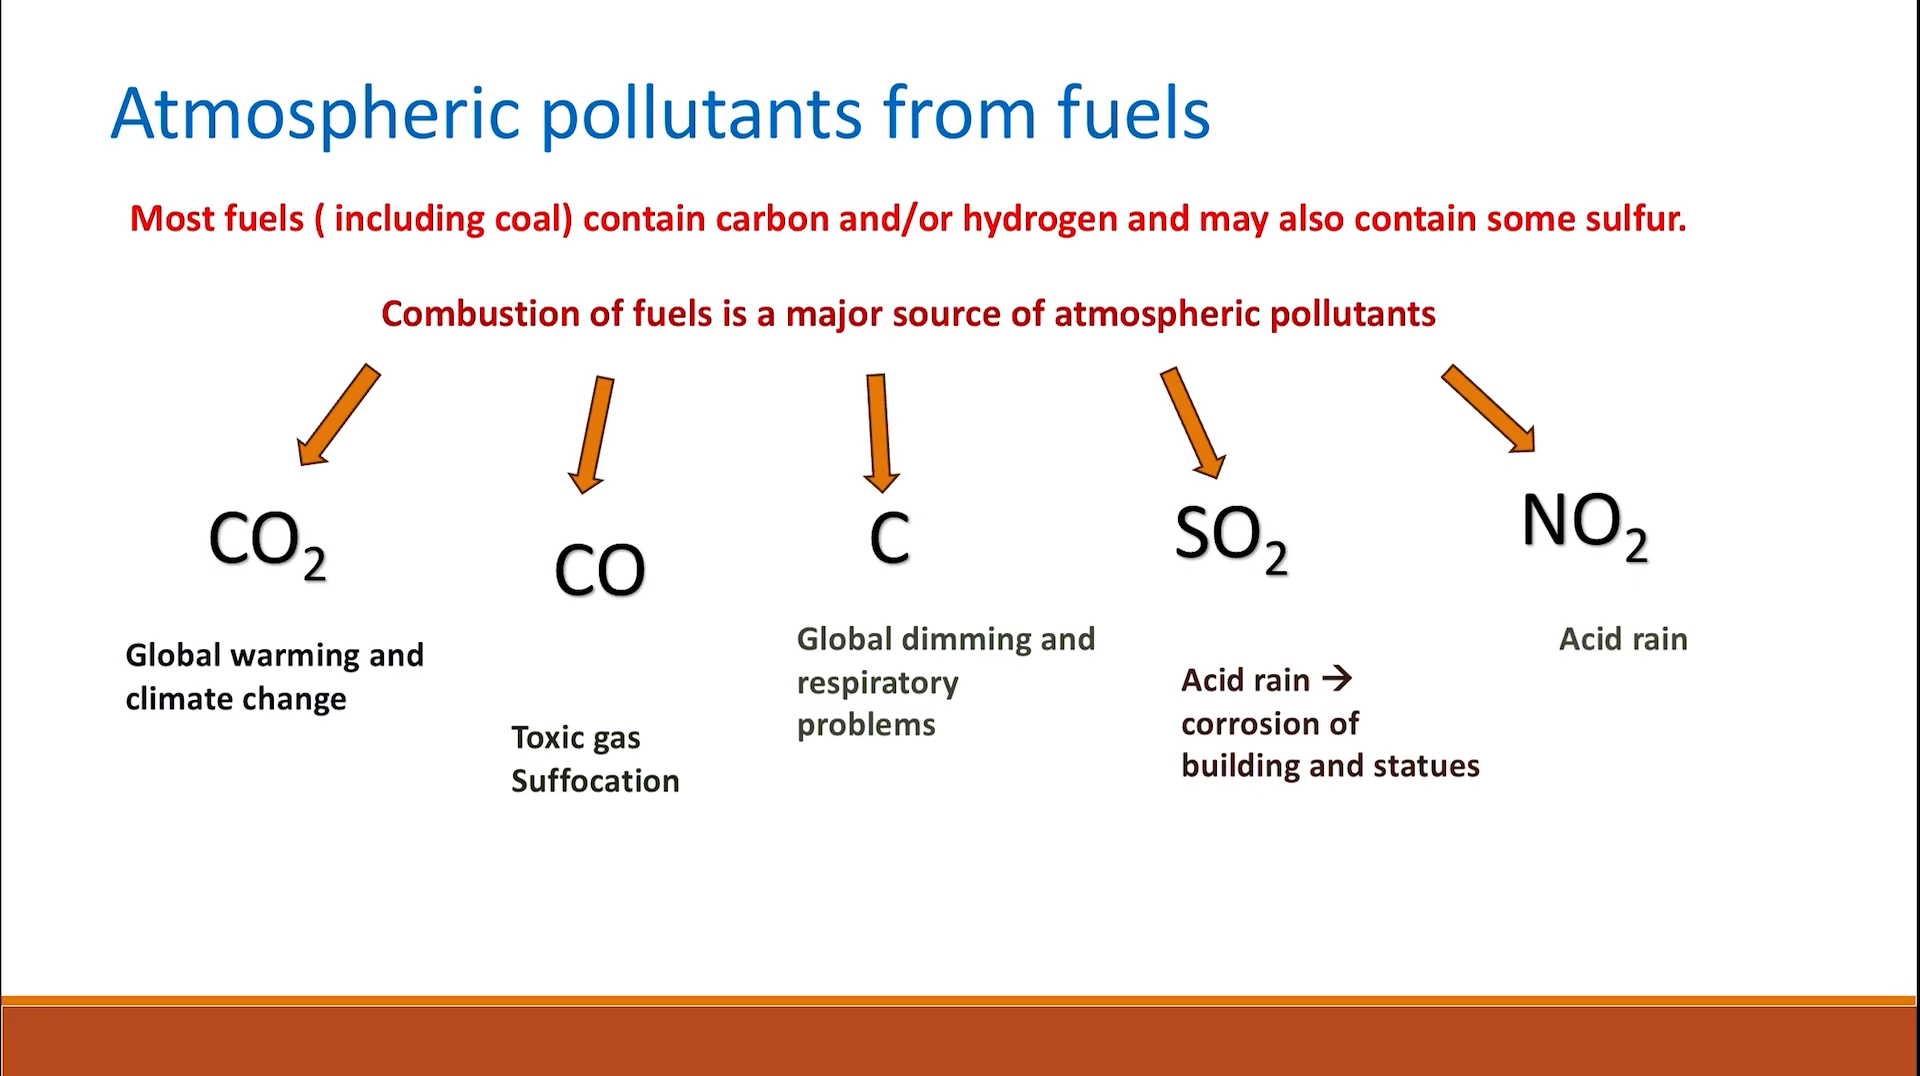 Atmospheric pollutants from fuels
Most fuels ( including coal) contain carbon and/or hydrogen and may also contain some sulfur.
Combustion of fuels is a major source of atmospheric pollutants
CO₂
Global warming and
climate change
CO
Toxic gas
Suffocation
C
Global dimming and
respiratory
problems
SO₂
Acid rain →
corrosion of
building and statues
NO₂
Acid rain